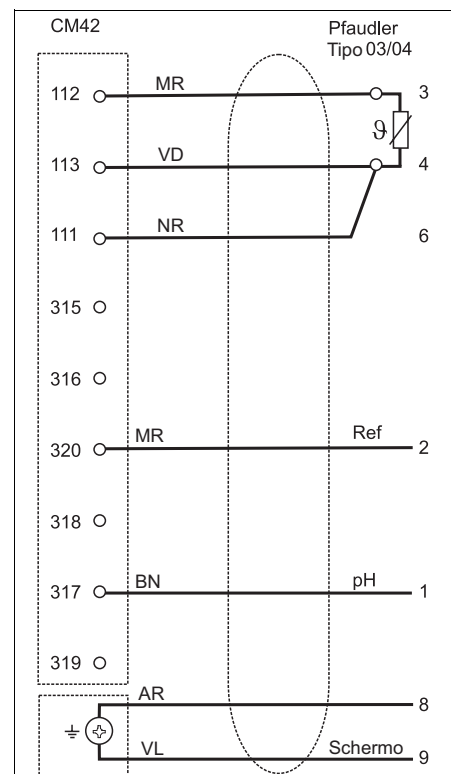 CM42 Pfaudler
Tipo 03/04
112 MR 3
ϑ
113 VD 4
111 NR 6
315
316
320 MR Ref 2
318
317 BN pH 1
319
AR 8
VL Schermo 9